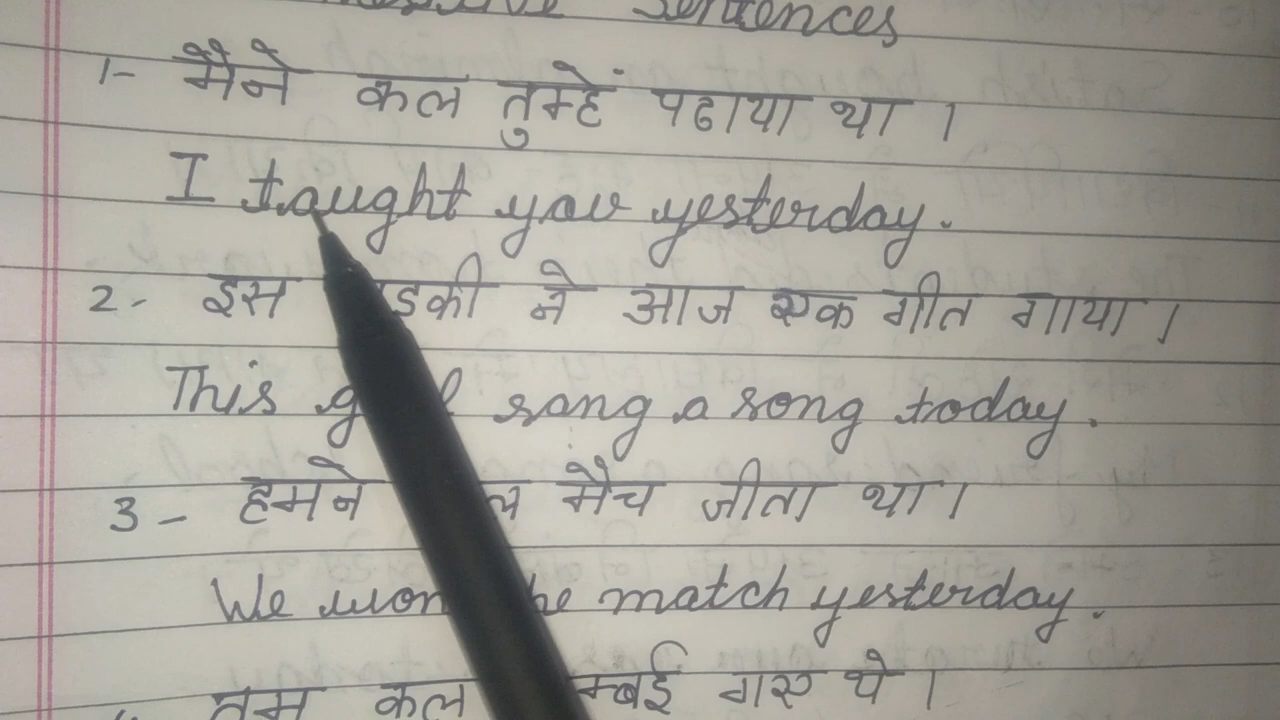 Sentences
1- मैने कल तुम्हें पढाया था ।
I taught you yesterday.
2- इस ने आज एक गीत गाया ।
This sang a song today.
3- हमने मैच जीता था ।
We match yesterday.
तुम कल गए थे ।